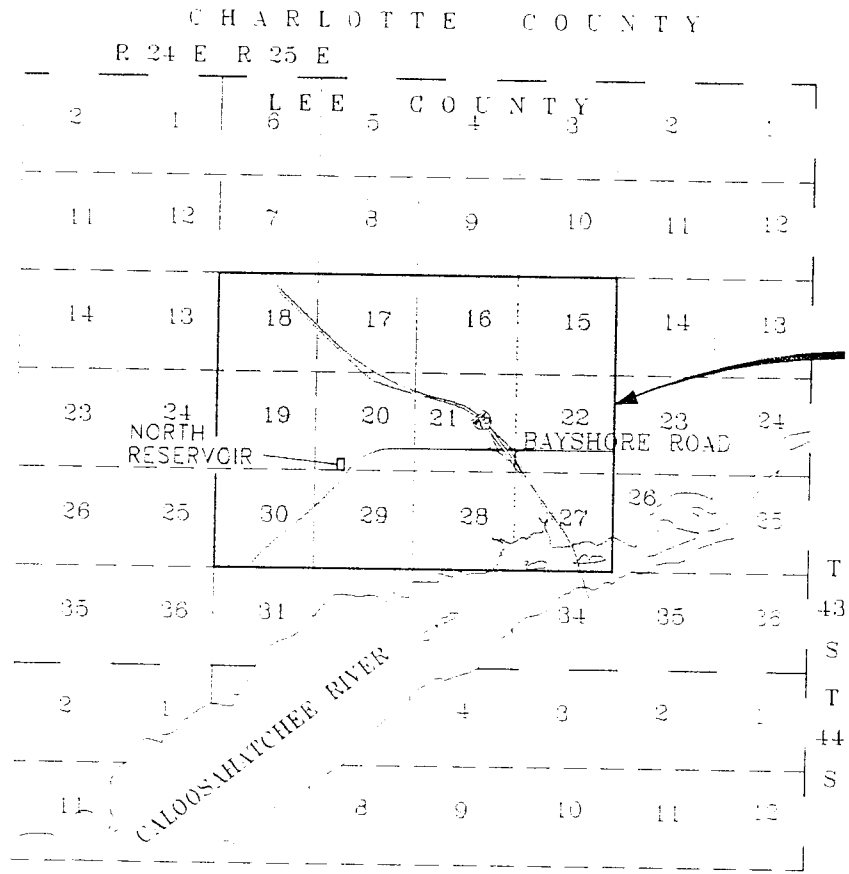 CHARLOTTE COUNTY
R 24 E R 25 E
LEE COUNTY
2 1 6 5 4 3 2 1
11 12 7 8 9 10 11 12
14 13 18 17 16 15 14 13
23 24 19 20 21 22 23 24
NORTH
RESERVOIR
BAYSHORE ROAD
26 25 30 29 28 27 26 25
35 36 31 34 35 36
T
43
S
2 1 4 3 2 1
T
44
S
CALOOSAHATCHEE RIVER
11 8 9 10 11 12